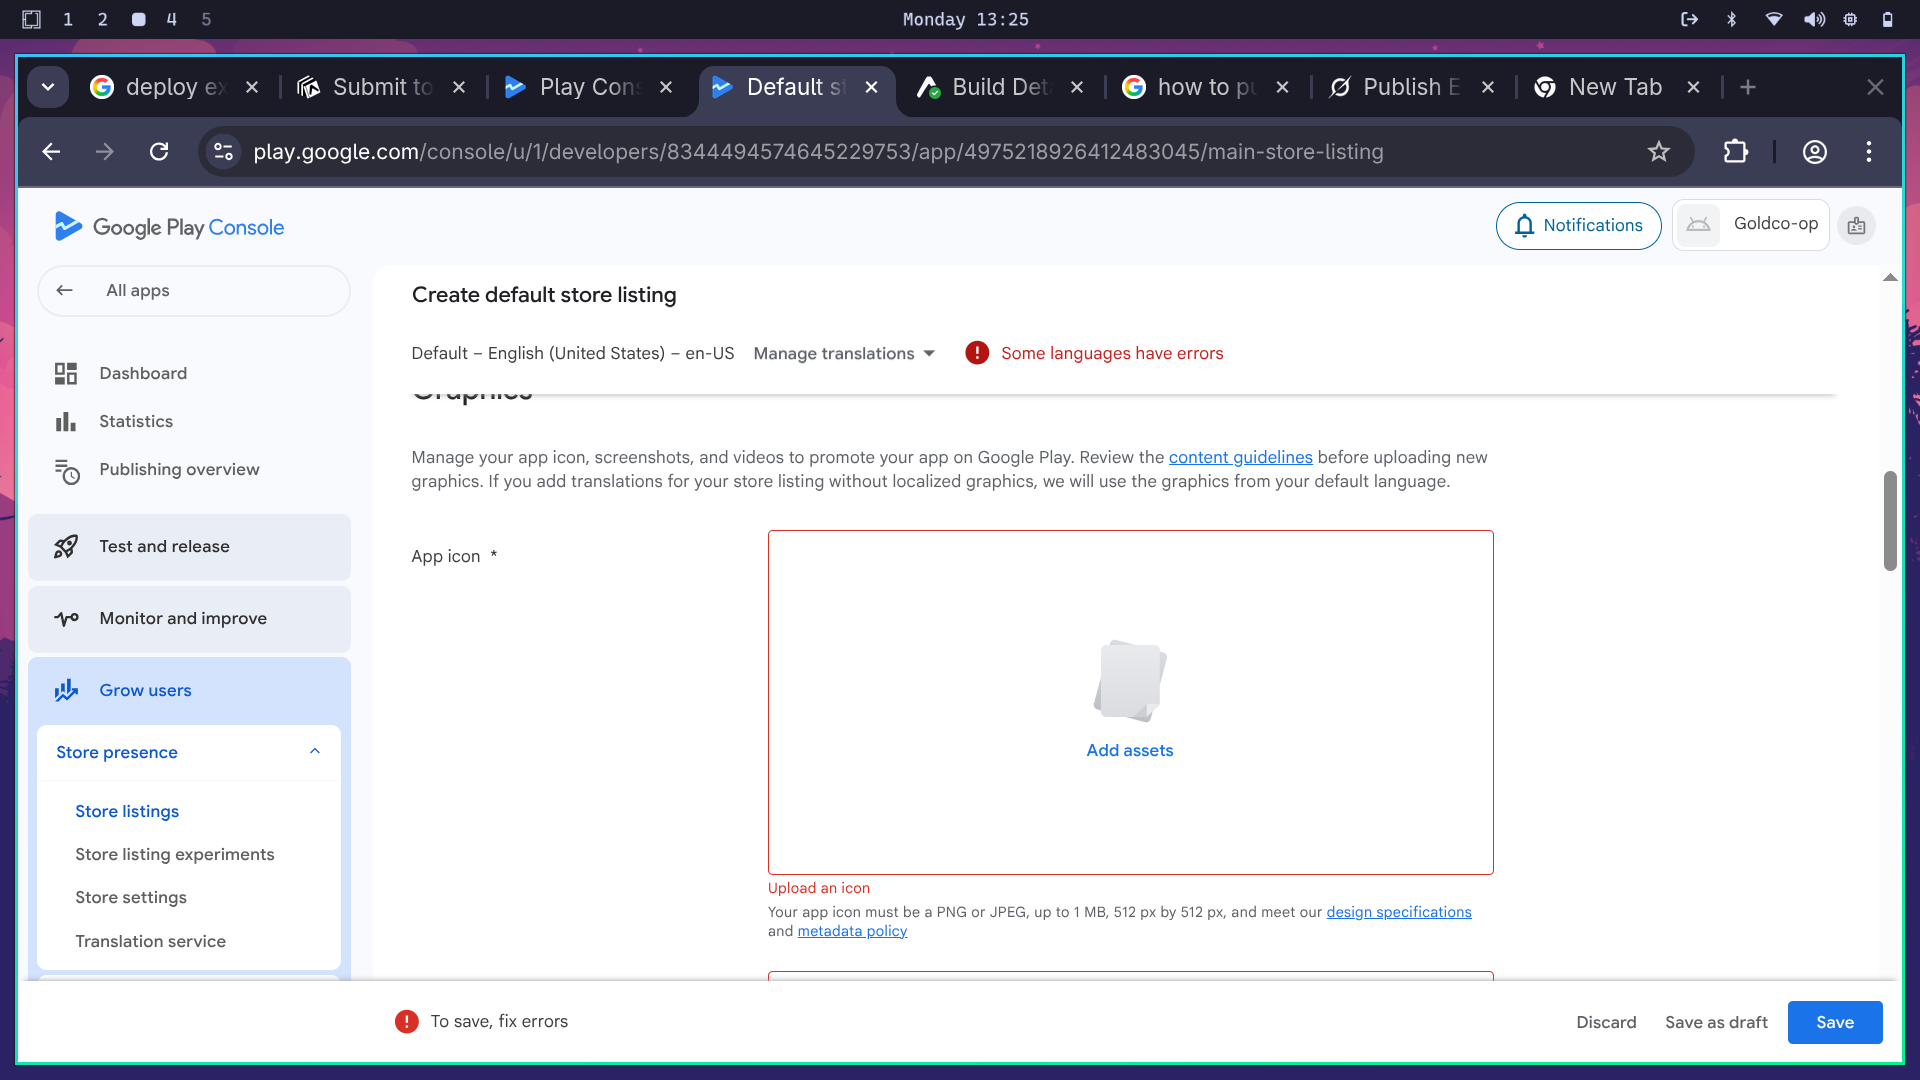 1 2 4 5
Monday 13:25
deploy ex
Submit to
Play Cons
Default st
Build Deta
how to pu
Publish E
New Tab
play.google.com/console/u/1/developers/8344494574645229753/app/4975218926412483045/main-store-listing
Google Play Console
Notifications
Goldco-op
All apps
Create default store listing
Default – English (United States) – en-US
Manage translations
Some languages have errors
Dashboard
Statistics
Publishing overview
Test and release
Monitor and improve
Grow users
Store presence
Store listings
Store listing experiments
Store settings
Translation service
Graphics
Manage your app icon, screenshots, and videos to promote your app on Google Play. Review the content guidelines before uploading new
graphics. If you add translations for your store listing without localized graphics, we will use the graphics from your default language.
App icon *
Add assets
Upload an icon
Your app icon must be a PNG or JPEG, up to 1 MB, 512 px by 512 px, and meet our design specifications
and metadata policy
To save, fix errors
Discard
Save as draft
Save